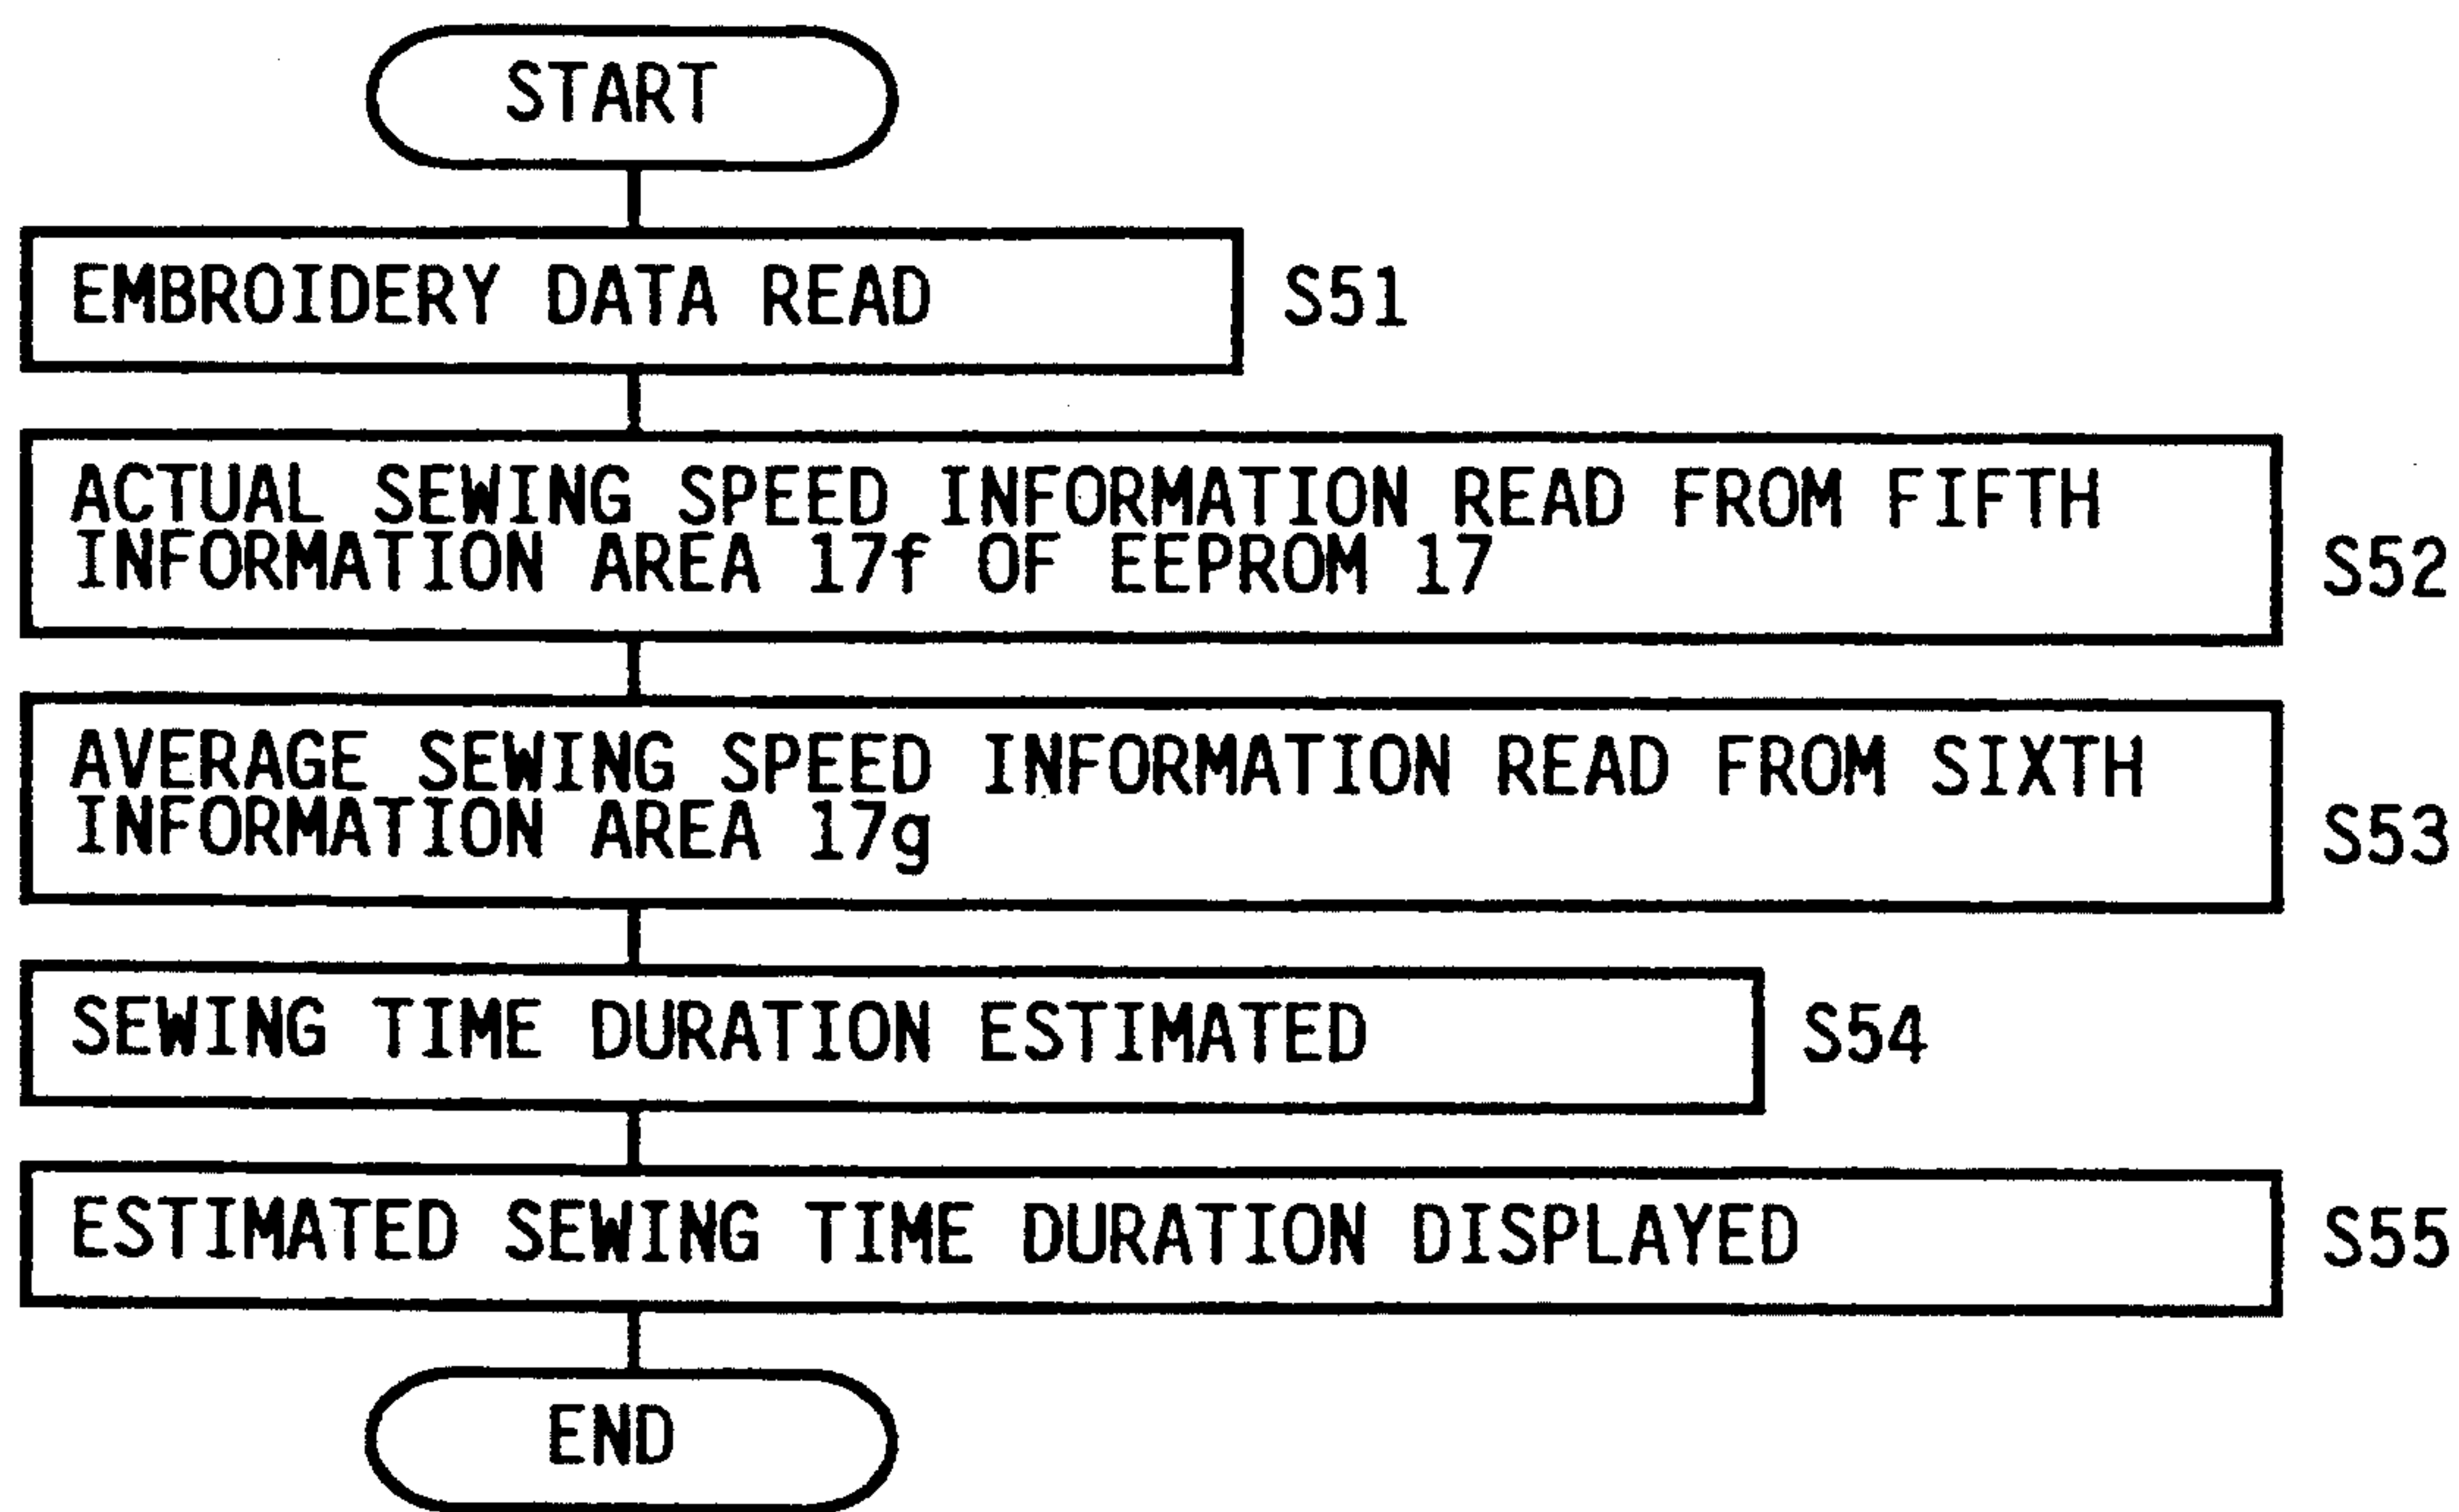 START
EMBROIDERY DATA READ
S51
ACTUAL SEWING SPEED INFORMATION READ FROM FIFTH
INFORMATION AREA 17f OF EEPROM 17
S52
AVERAGE SEWING SPEED INFORMATION READ FROM SIXTH
INFORMATION AREA 17g
S53
SEWING TIME DURATION ESTIMATED
S54
ESTIMATED SEWING TIME DURATION DISPLAYED
S55
END